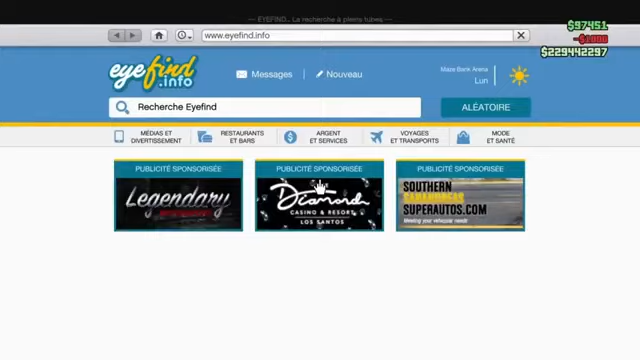 EYEFIND.. La recherche à pleins tubes
$97451
-$1000
$229442297
www.eyefind.info
eyefind
.info
Messages
Nouveau
Maze Bank Arena
Lun
Recherche Eyefind
ALÉATOIRE
MÉDIAS ET
DIVERTISSEMENT
RESTAURANTS
ET BARS
ARGENT
ET SERVICES
VOYAGES
ET TRANSPORTS
MODE
ET SANTÉ
PUBLICITÉ SPONSORISÉE
PUBLICITÉ SPONSORISÉE
PUBLICITÉ SPONSORISÉE
Legendary
Diamond
CASINO & RESORT
LOS SANTOS
SOUTHERN
SANANDREAS
SUPERAUTOS.COM